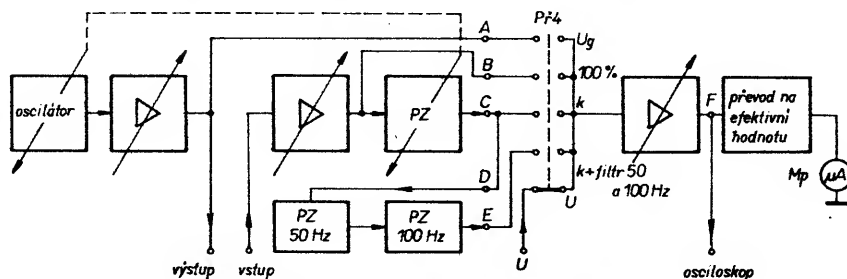 Př4
A
Ug
B
100%
oscilátor
PZ
C
k
F
převod na
efektivní
hodnotu
D
k+filtr 50
a 100 Hz
Mp
µA
PZ
50 Hz
PZ
100 Hz
E
U
U
výstup
vstup
osciloskop